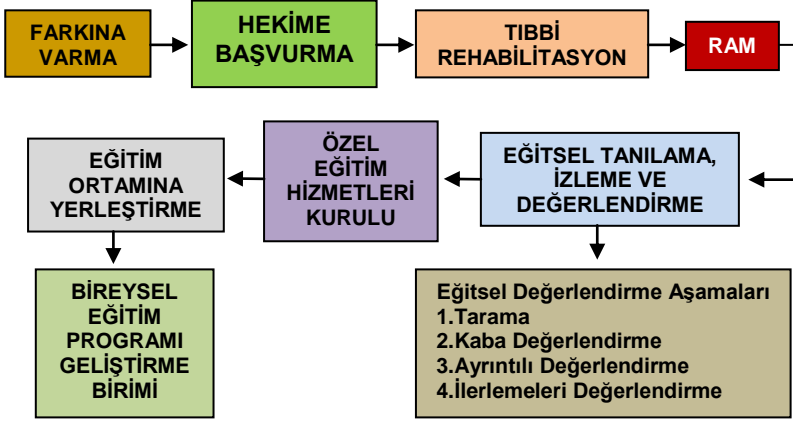 FARKINA
VARMA
HEKİME
BAŞVURMA
TIBBİ
REHABİLİTASYON
RAM
EĞİTSEL TANILAMA,
İZLEME VE
DEĞERLENDİRME
ÖZEL
EĞİTİM
HİZMETLERİ
KURULU
EĞİTİM
ORTAMINA
YERLEŞTİRME
BİREYSEL
EĞİTİM
PROGRAMI
GELİŞTİRME
BİRİMİ
Eğitsel Değerlendirme Aşamaları
1.Tarama
2.Kaba Değerlendirme
3.Ayrıntılı Değerlendirme
4.İlerlemeleri Değerlendirme